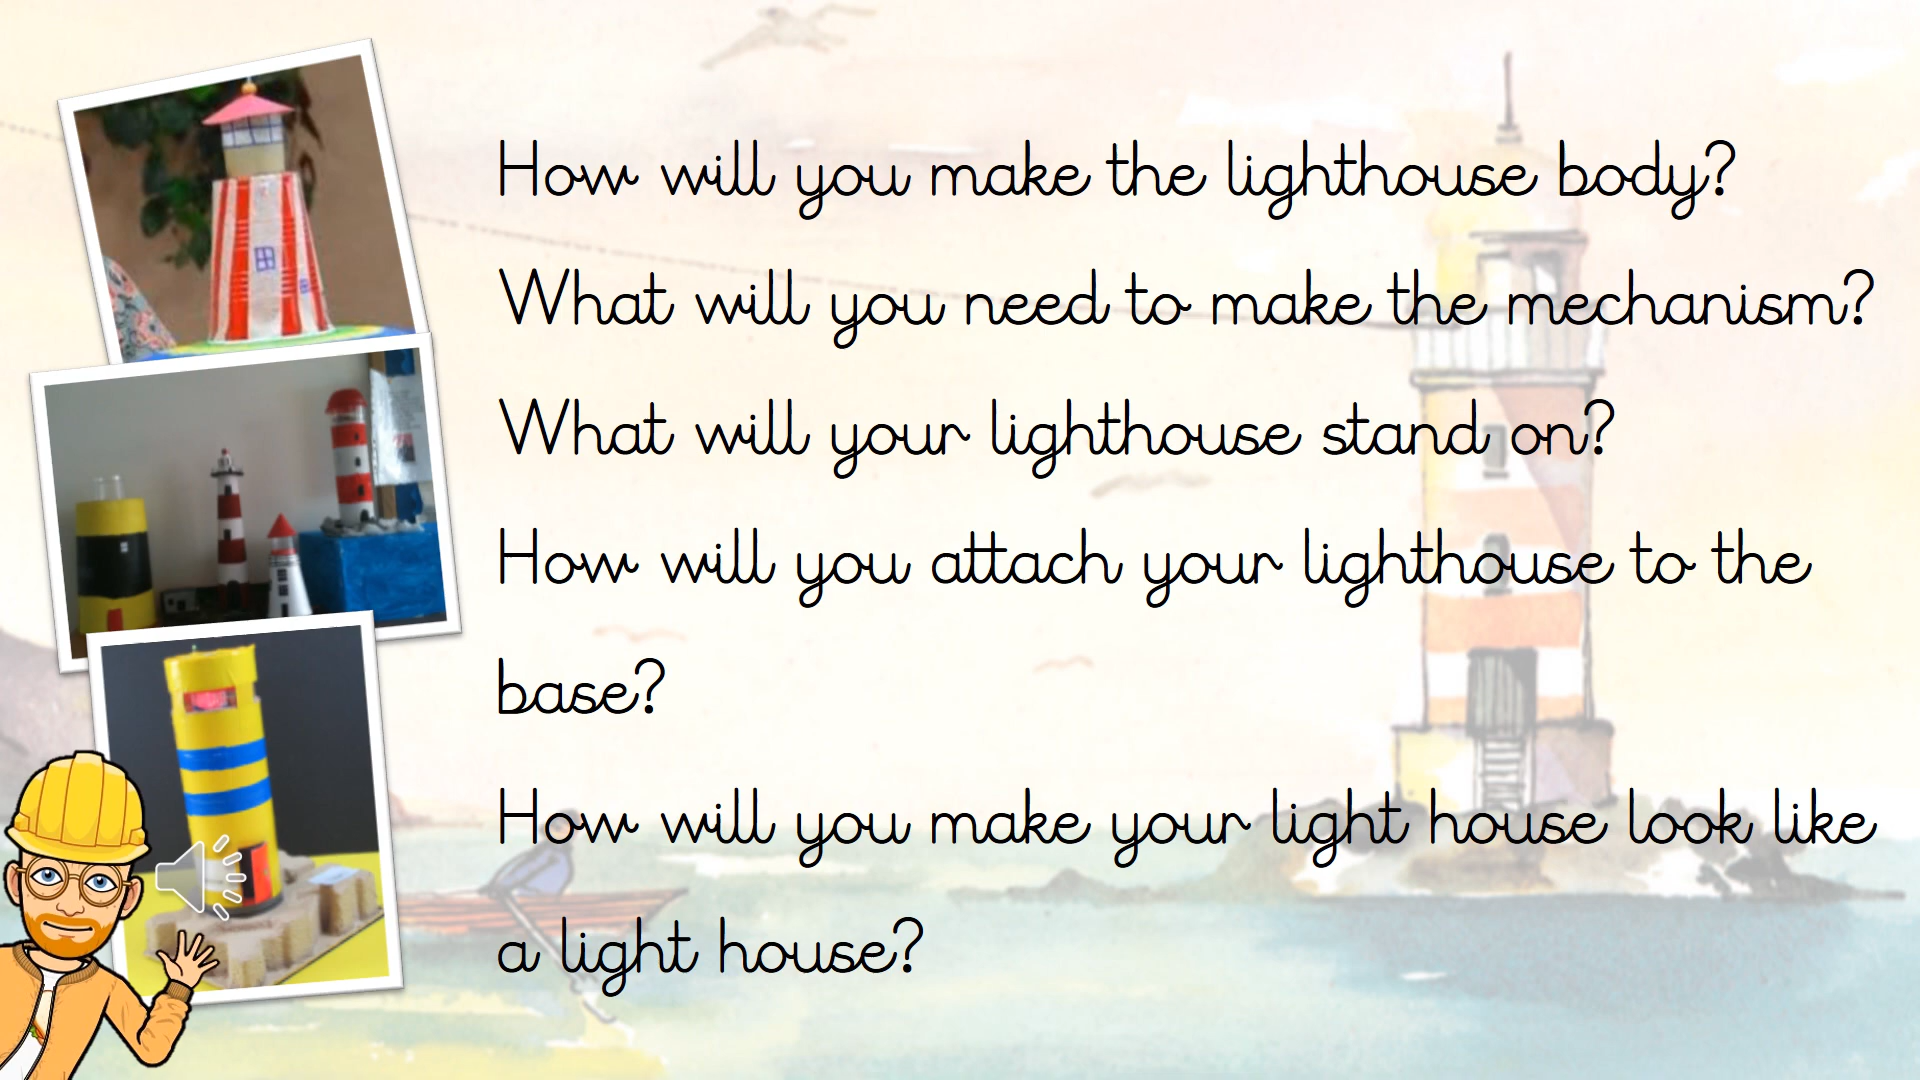 How will you make the lighthouse body?
What will you need to make the mechanism?
What will your lighthouse stand on?
How will you attach your lighthouse to the
base?
How will you make your light house look like
a light house?